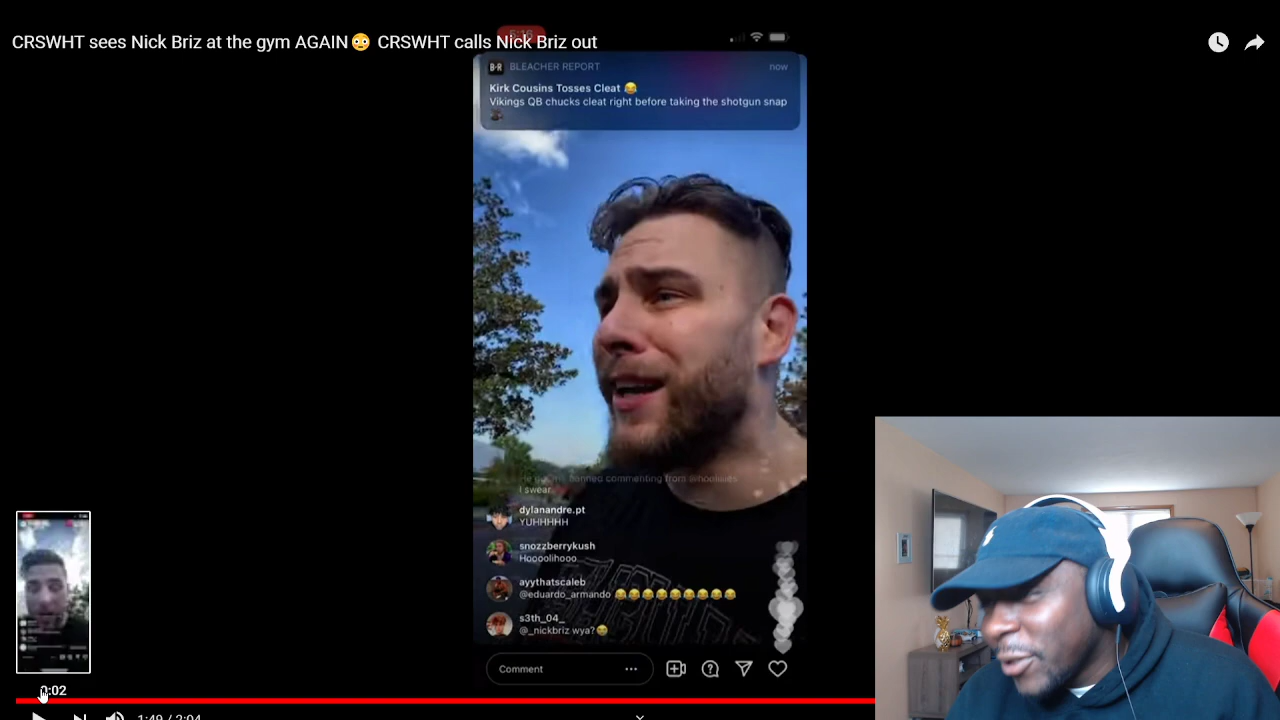 CRSWHT sees Nick Briz at the gym AGAIN😳 CRSWHT calls Nick Briz out
B·R BLEACHER REPORT now
Kirk Cousins Tosses Cleat 😂
Vikings QB chucks cleat right before taking the shotgun snap
I swear
dylanandre.pt
YUHHHHH
snozzberrykush
Hoooolihooo
ayythatscaleb
@eduardo_armando 😂😂😂😂😂😂😂😂😂
s3th_04_
@_nickbriz wya?😂
Comment
0:02
1:49 / 2:04